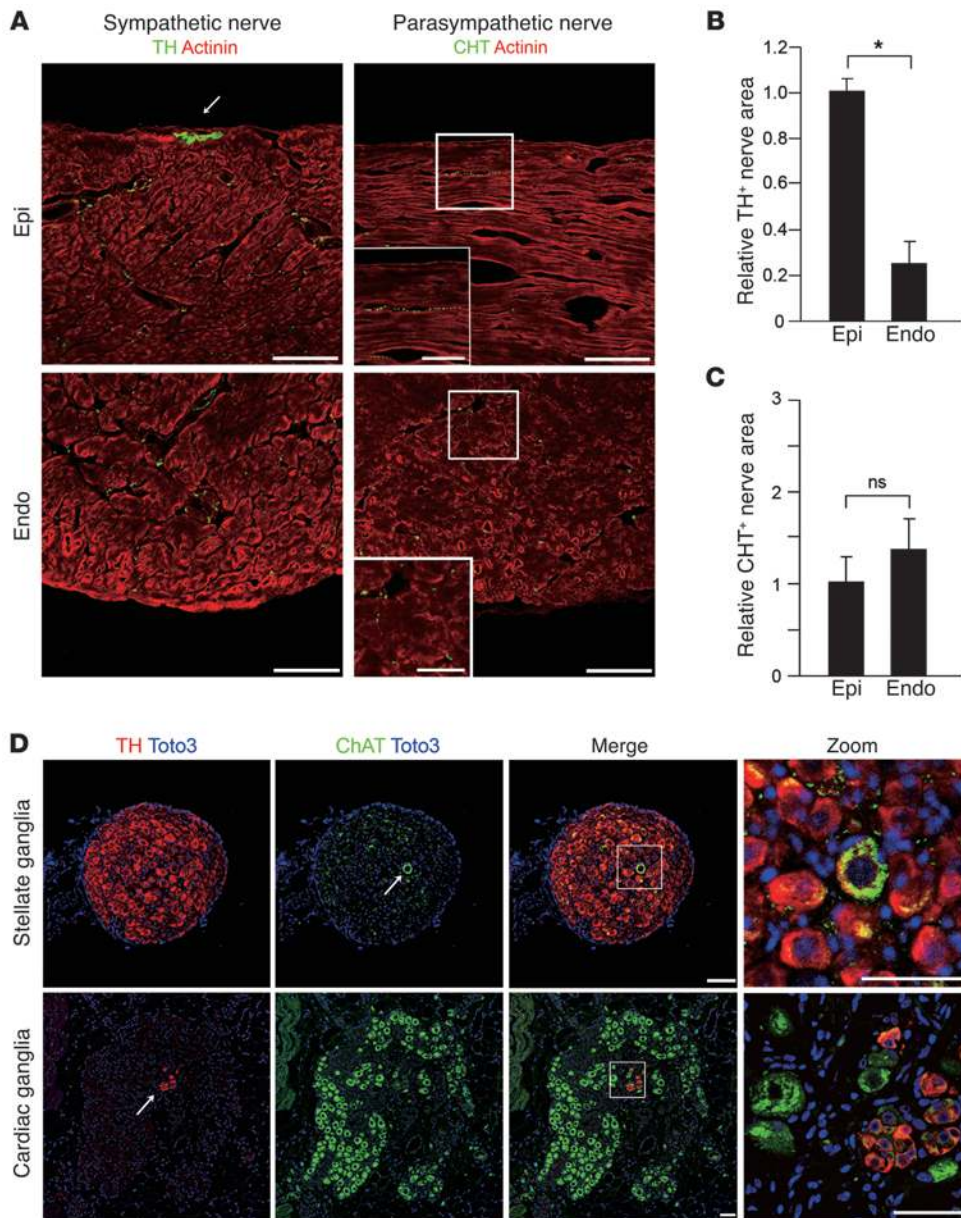 A
Sympathetic nerve
TH Actinin
Parasympathetic nerve
CHT Actinin
Epi
Endo
B
Relative TH⁺ nerve area
1.2
1.0
0.8
0.6
0.4
0.2
0
*
Epi Endo
C
Relative CHT⁺ nerve area
3
2
1
0
ns
Epi Endo
D
TH Toto3
ChAT Toto3
Merge
Zoom
Stellate ganglia
Cardiac ganglia